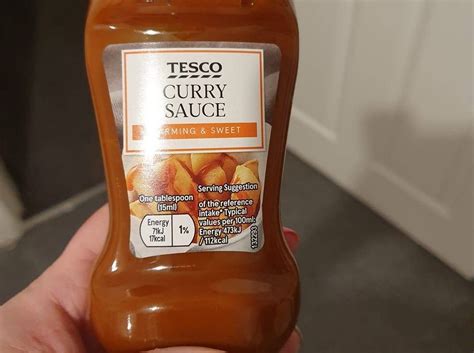 TESCO
CURRY
SAUCE
WARMING & SWEET
Serving Suggestion
One tablespoon
(15ml)
Energy
71kJ
17kcal
1%
of the reference
intake* Typical
values per 100ml:
Energy 473kJ
/112kcal